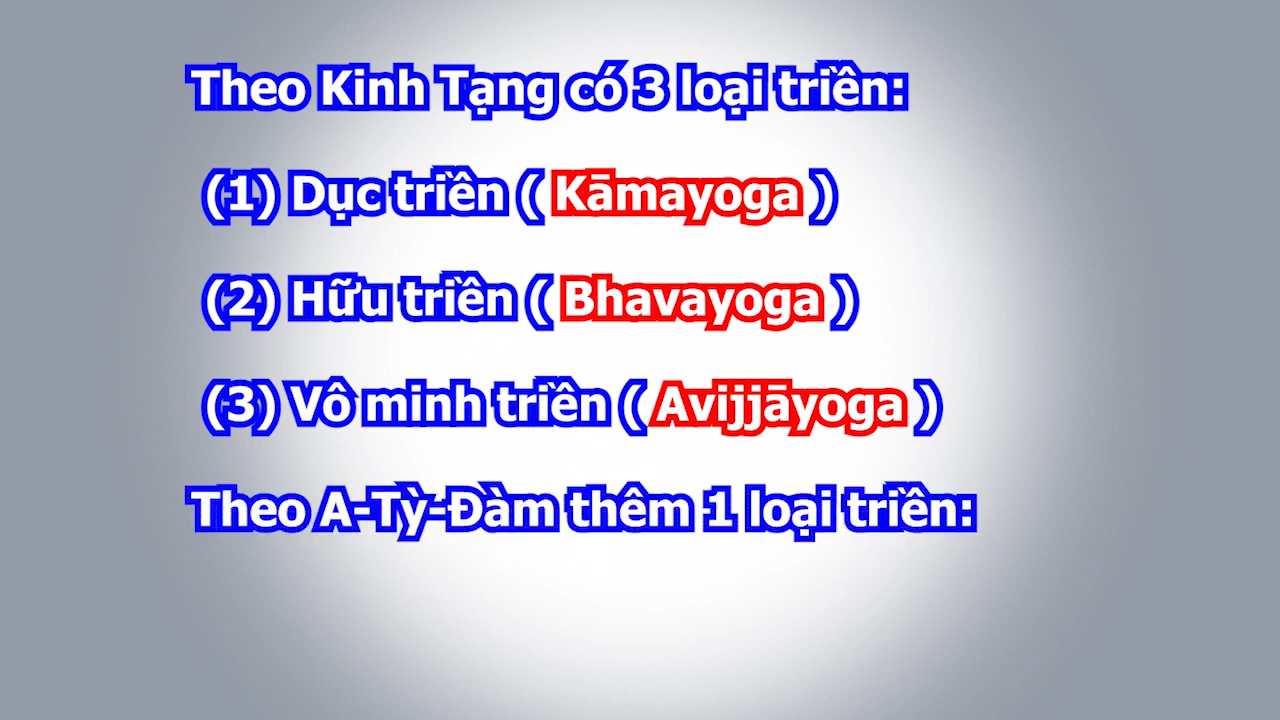 Theo Kinh Tạng có 3 loại triền:
(1) Dục triền ( Kāmayoga )
(2) Hữu triền ( Bhavayoga )
(3) Vô minh triền ( Avijjāyoga )
Theo A-Tỳ-Đàm thêm 1 loại triền: